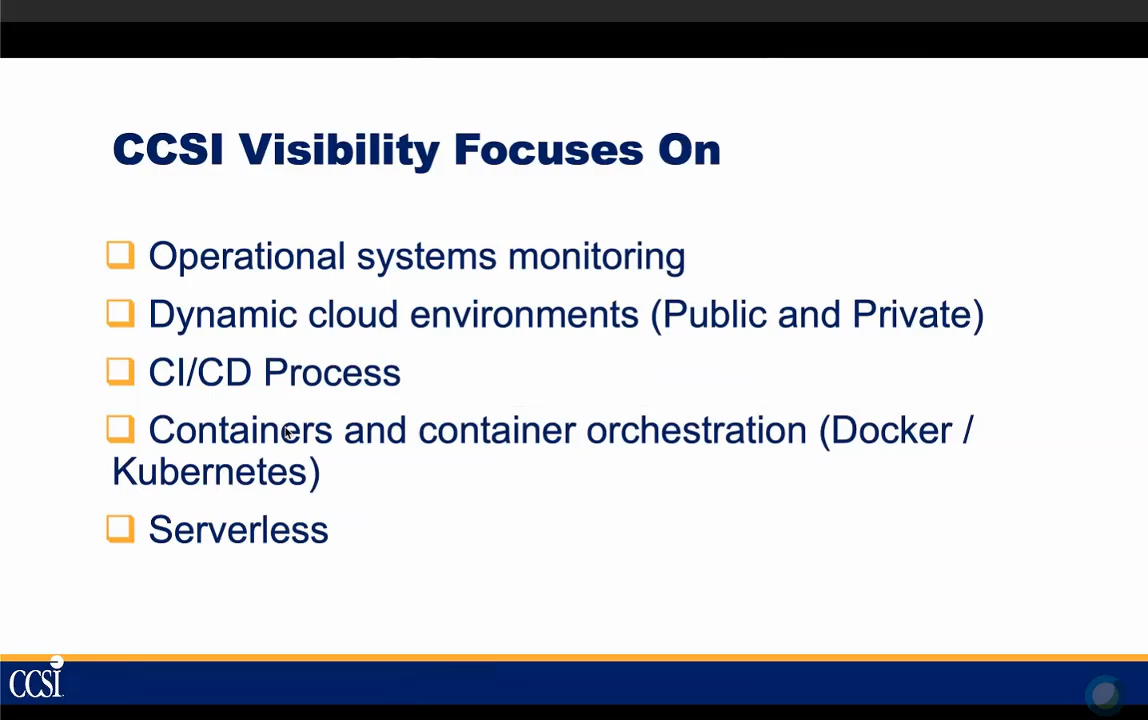 CCSI Visibility Focuses On
Operational systems monitoring
Dynamic cloud environments (Public and Private)
CI/CD Process
Containers and container orchestration (Docker /
Kubernetes)
Serverless
CCSI